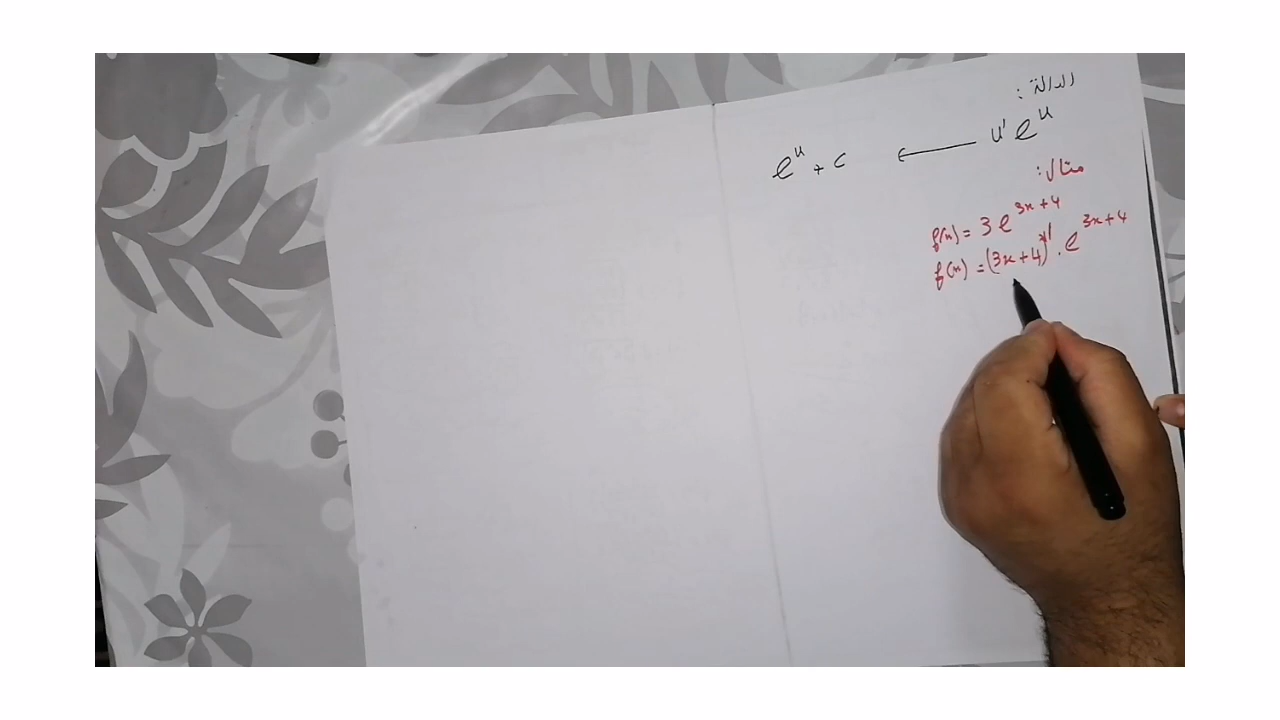 الدالة :
u' e^u ⟵ e^u + c
مثال :
f(x) = 3 e^{3x+4}
f(x) = (3x+4)' . e^{3x+4}